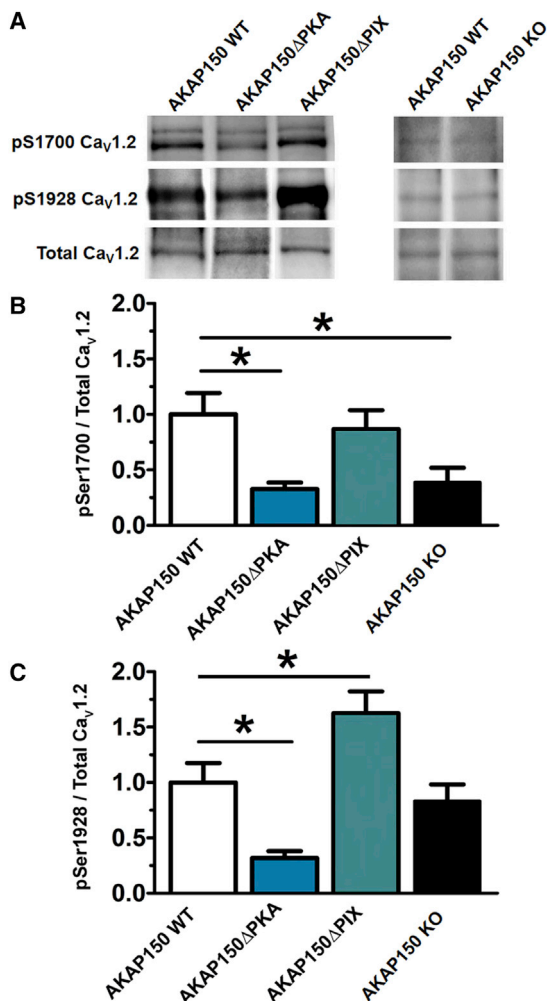 A
AKAP150 WT
AKAP150ΔPKA
AKAP150ΔPIX
AKAP150 WT
AKAP150 KO
pS1700 CaV1.2
pS1928 CaV1.2
Total CaV1.2
B
pSer1700 / Total CaV1.2
2.0
1.5
1.0
0.5
0.0
*
*
AKAP150 WT
AKAP150ΔPKA
AKAP150ΔPIX
AKAP150 KO
C
pSer1928 / Total CaV1.2
2.0
1.5
1.0
0.5
0.0
*
*
AKAP150 WT
AKAP150ΔPKA
AKAP150ΔPIX
AKAP150 KO